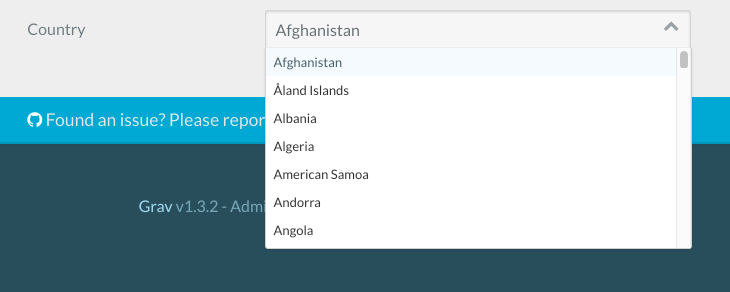 Country
Afghanistan
Afghanistan
Åland Islands
Albania
Algeria
American Samoa
Andorra
Angola
Found an issue? Please repor
Grav v1.3.2 - Admi